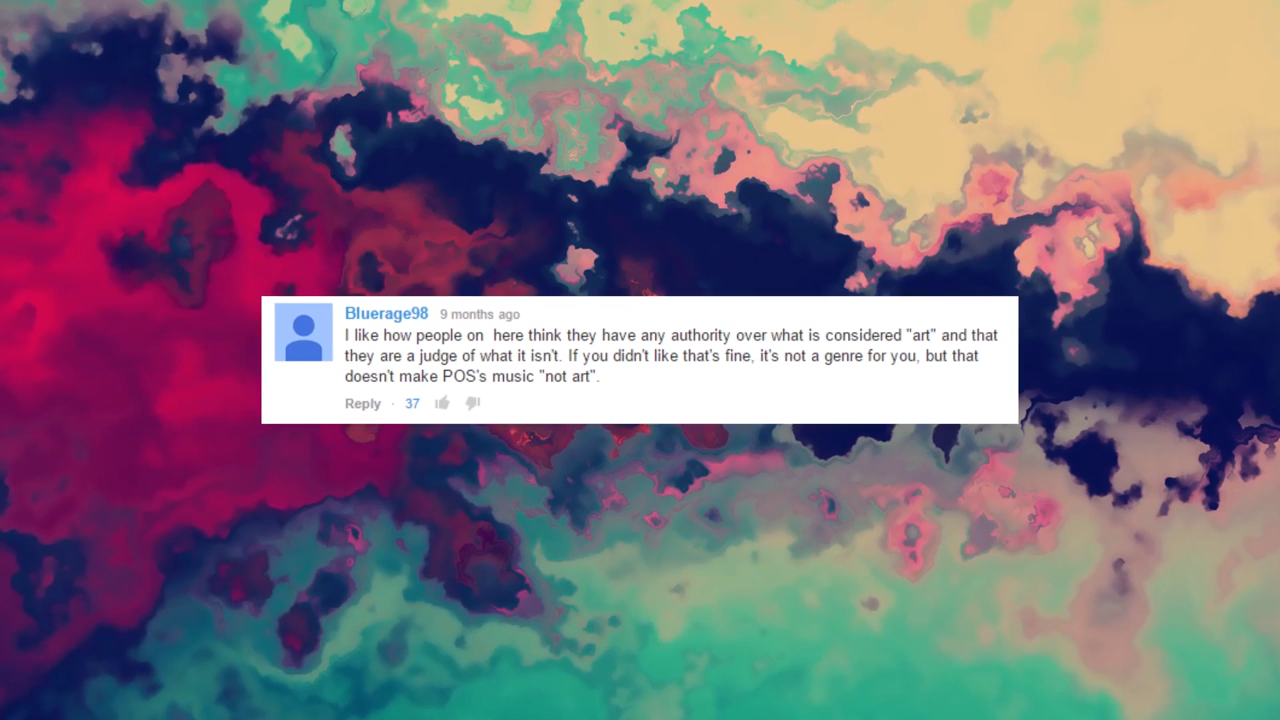 Bluerage98 9 months ago
I like how people on  here think they have any authority over what is considered "art" and that
they are a judge of what it isn't. If you didn't like that's fine, it's not a genre for you, but that
doesn't make POS's music "not art".
Reply · 37